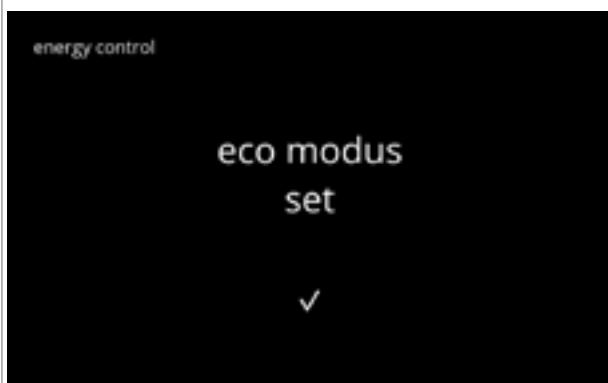 energy control
eco modus
set
✓